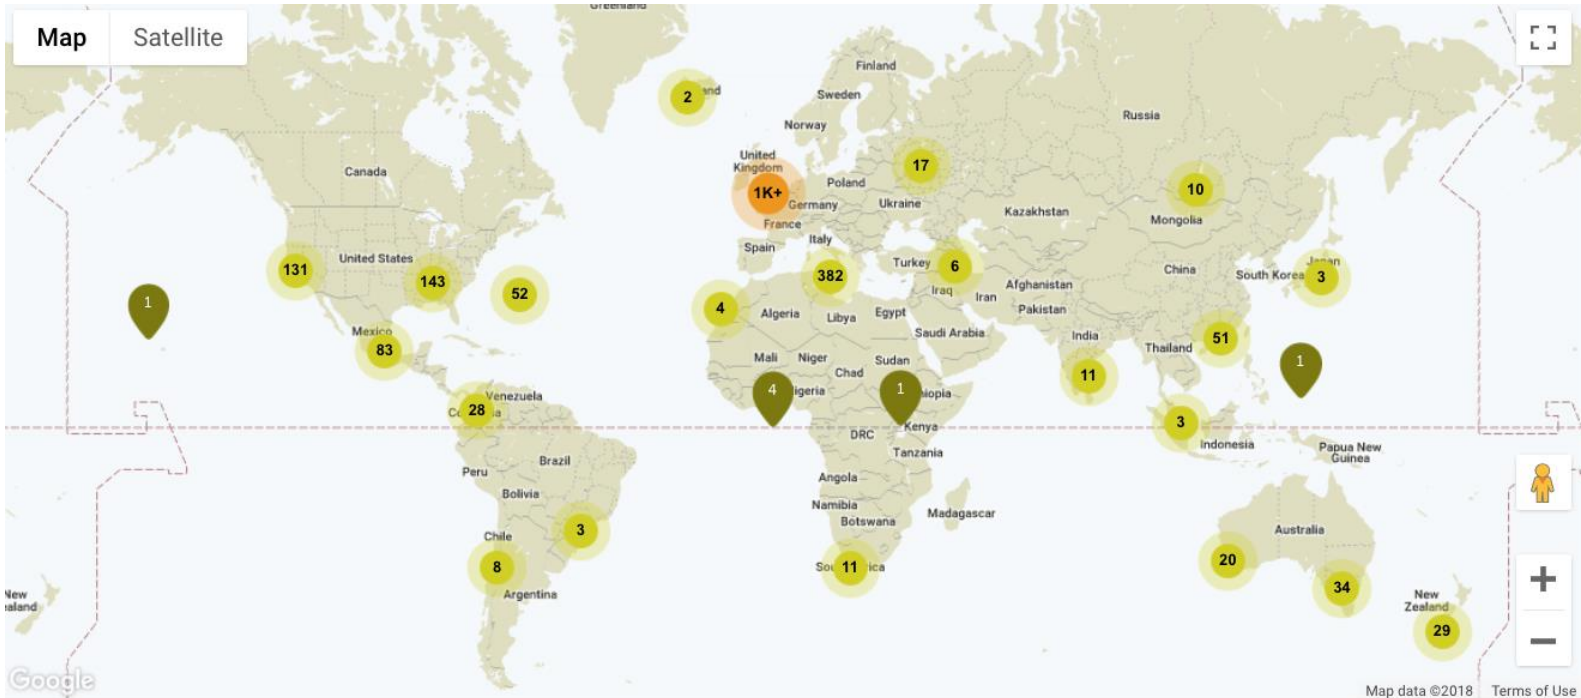 Map
Satellite
Greenland
Finland
2
Sweden
Russia
Norway
United
Kingdom
17
Canada
Poland
10
1K+
Germany
Ukraine
Kazakhstan
Mongolia
France
Italy
Spain
United States
Turkey
6
China
131
143
382
South Korea
Japan
3
Afghanistan
52
Iraq
Iran
1
4
Algeria
Libya
Egypt
Pakistan
Mexico
Saudi Arabia
India
51
83
Thailand
Mali
Niger
Sudan
1
Chad
11
4
1
Venezuela
28
3
Kenya
DRC
Indonesia
Tanzania
Papua New
Guinea
Brazil
Peru
Angola
Bolivia
Namibia
Botswana
Madagascar
3
Australia
Chile
8
11
20
34
Argentina
New
Zealand
29
Google
Map data ©2018
Terms of Use